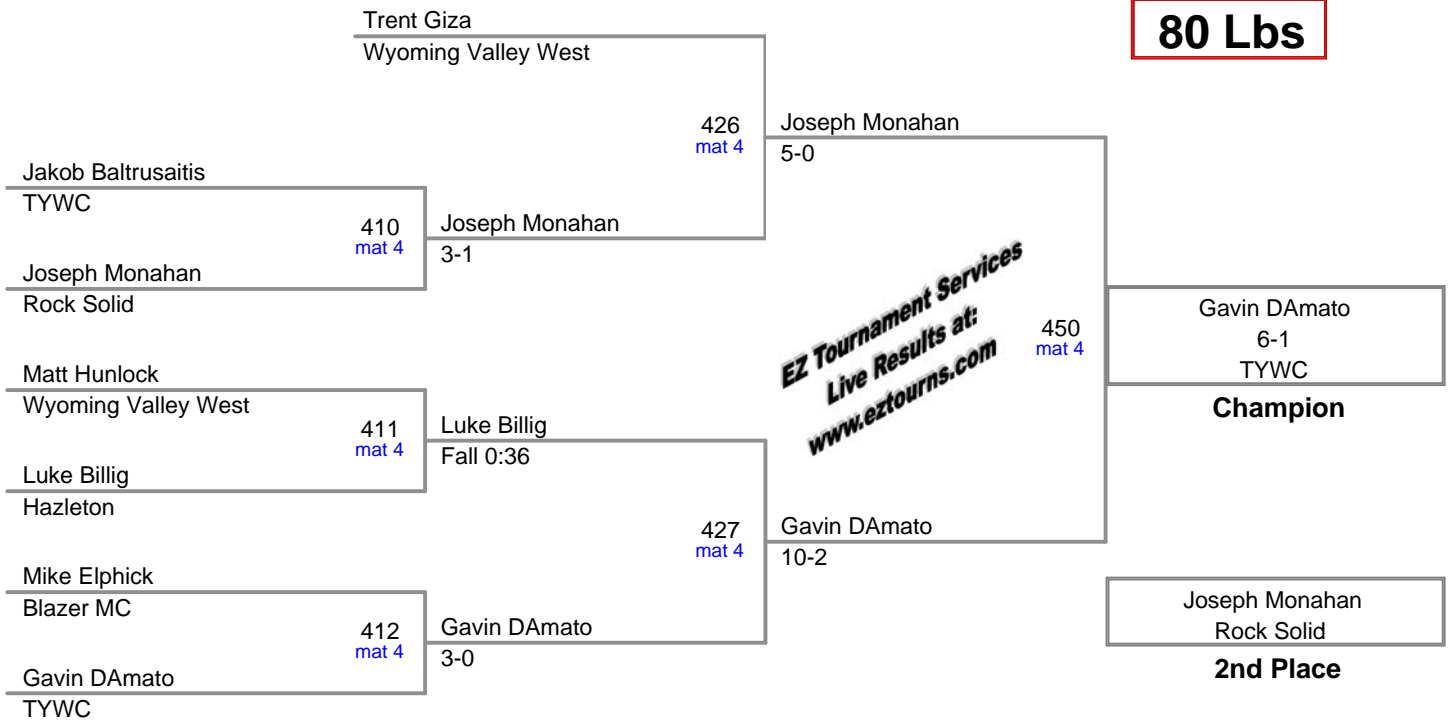 Trent Giza
Wyoming Valley West
80 Lbs
426
mat 4
Joseph Monahan
5-0
Jakob Baltrusaitis
TYWC
410
mat 4
Joseph Monahan
3-1
Joseph Monahan
Rock Solid
EZ Tournament Services
Live Results at:
www.eztourns.com
450
mat 4
Gavin DAmato
6-1
TYWC
Champion
Matt Hunlock
Wyoming Valley West
411
mat 4
Luke Billig
Fall 0:36
Luke Billig
Hazleton
427
mat 4
Gavin DAmato
10-2
Mike Elphick
Blazer MC
412
mat 4
Gavin DAmato
3-0
Gavin DAmato
TYWC
Joseph Monahan
Rock Solid
2nd Place